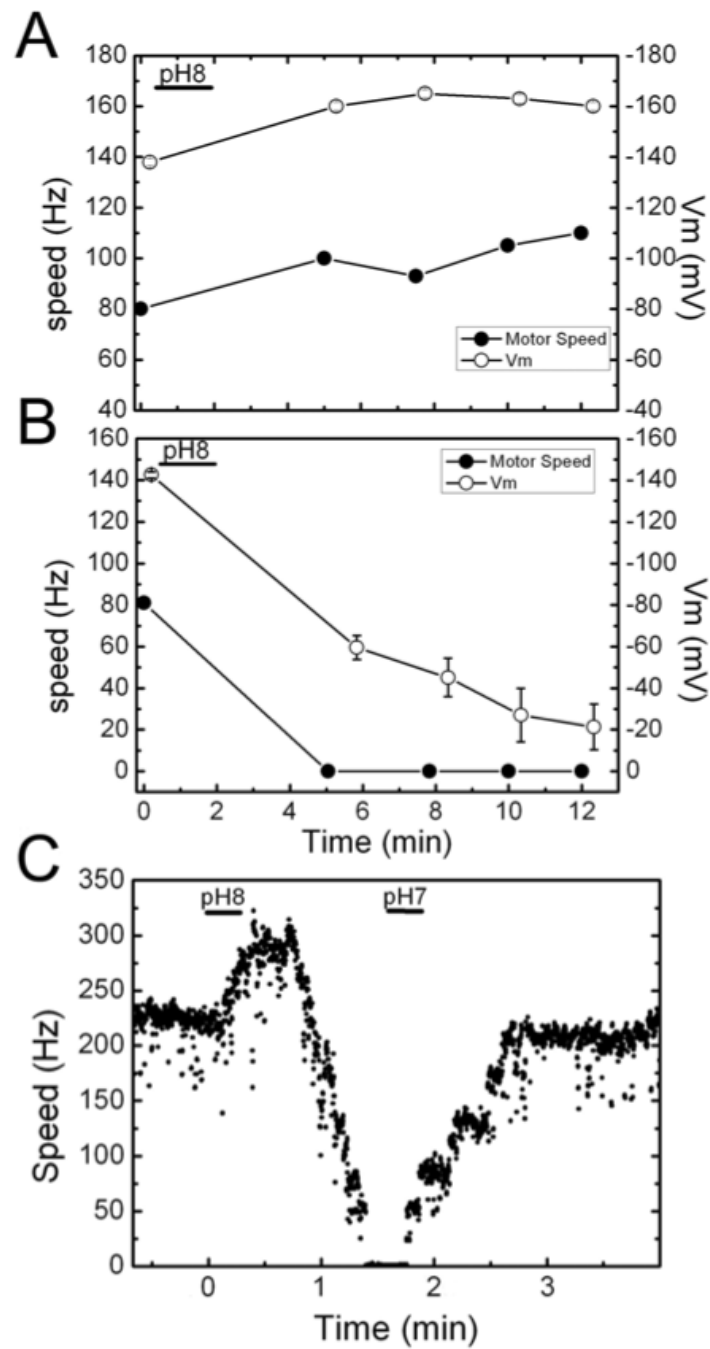 A
180
160
140
120
100
80
60
40
speed (Hz)
pH8
-180
-160
-140
-120
-100
-80
-60
-40
Vm (mV)
Motor Speed
Vm
B
160
140
120
100
80
60
40
20
0
speed (Hz)
pH8
-160
-140
-120
-100
-80
-60
-40
-20
0
Vm (mV)
Motor Speed
Vm
0 2 4 6 8 10 12
Time (min)
C
350
300
250
200
150
100
50
0
Speed (Hz)
pH8
pH7
0 1 2 3
Time (min)